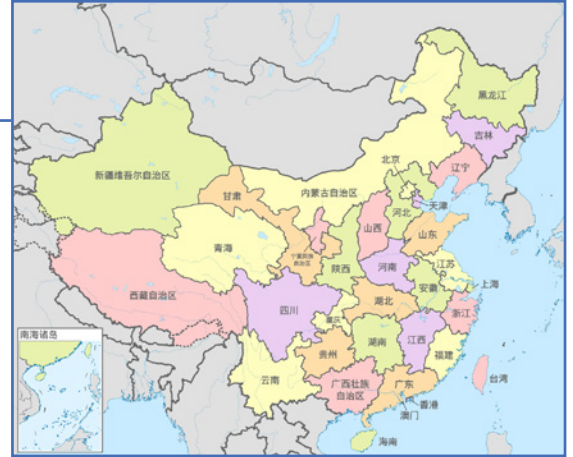 黑龙江
吉林
辽宁
新疆维吾尔自治区
北京
内蒙古自治区
天津
甘肃
河北
山西
山东
青海
宁夏回族
自治区
陕西
河南
江苏
西藏自治区
安徽
上海
四川
湖北
重庆
浙江
南海诸岛
湖南
江西
贵州
福建
云南
广西壮族
自治区
广东
台湾
香港
澳门
海南